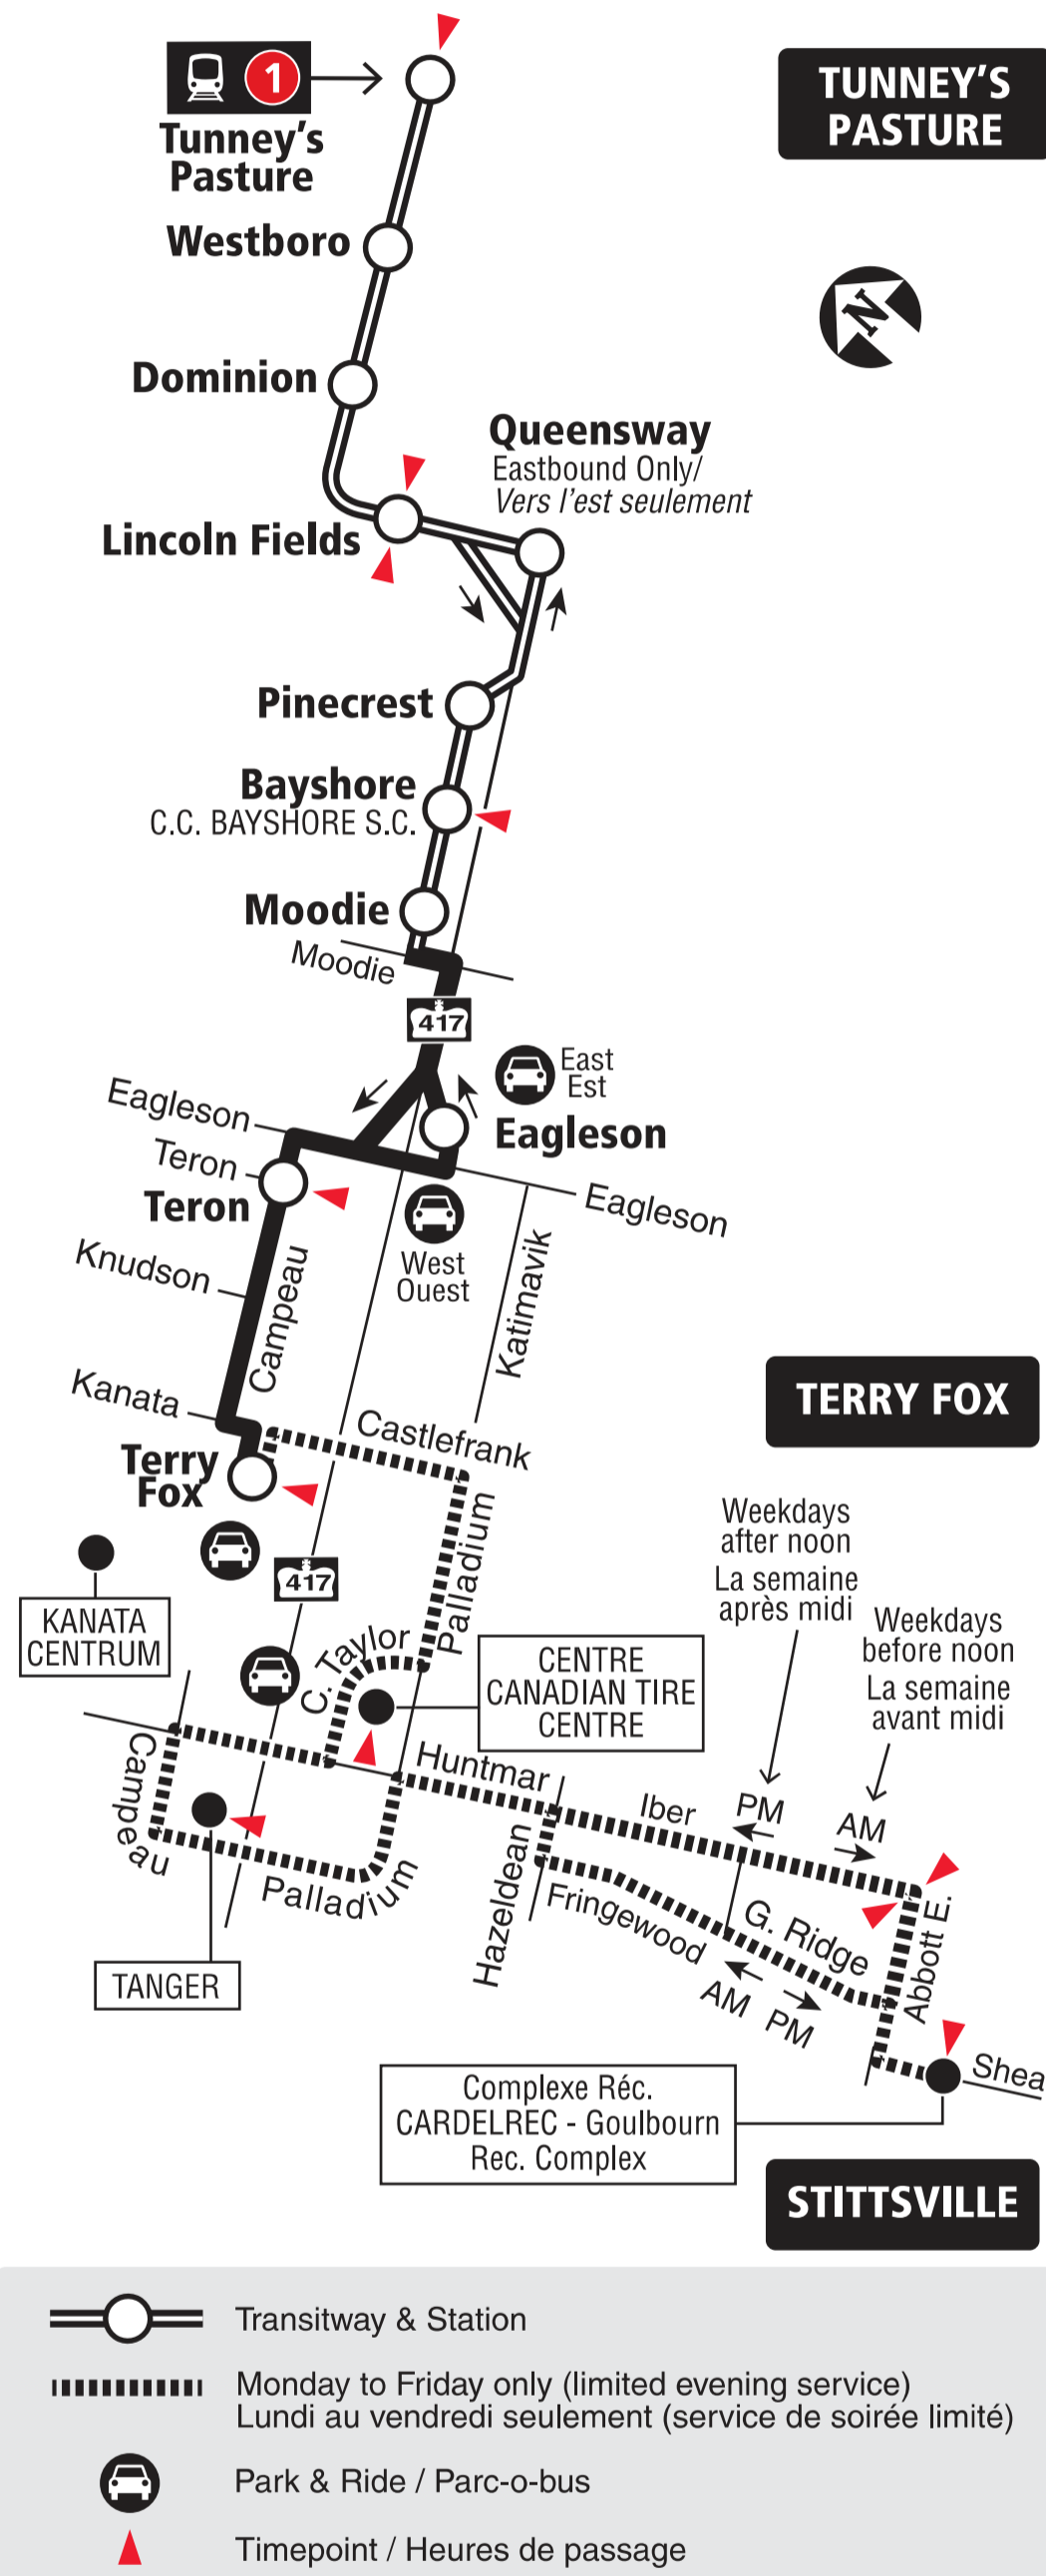 1
Tunney's
Pasture
TUNNEY'S
PASTURE
Westboro
N
Dominion
Queensway
Eastbound Only/
Vers l'est seulement
Lincoln Fields
Pinecrest
Bayshore
C.C. BAYSHORE S.C.
Moodie
Moodie
417
East
Est
Eagleson
Eagleson
Teron
Teron
Eagleson
West
Ouest
Knudson
Campeau
Katimavik
Kanata
TERRY FOX
Castlefrank
Terry
Fox
Palladium
417
Weekdays
after noon
La semaine
après midi
Weekdays
before noon
La semaine
avant midi
KANATA
CENTRUM
C. Taylor
CENTRE
CANADIAN TIRE
CENTRE
Campeau
Huntmar
Iber
PM
AM
Palladium
Hazeldean
Fringewood
G. Ridge
Abbott E.
AM
PM
TANGER
Shea
Complexe Réc.
CARDELREC - Goulbourn
Rec. Complex
STITTSVILLE
Transitway & Station
Monday to Friday only (limited evening service)
Lundi au vendredi seulement (service de soirée limité)
Park & Ride / Parc-o-bus
Timepoint / Heures de passage